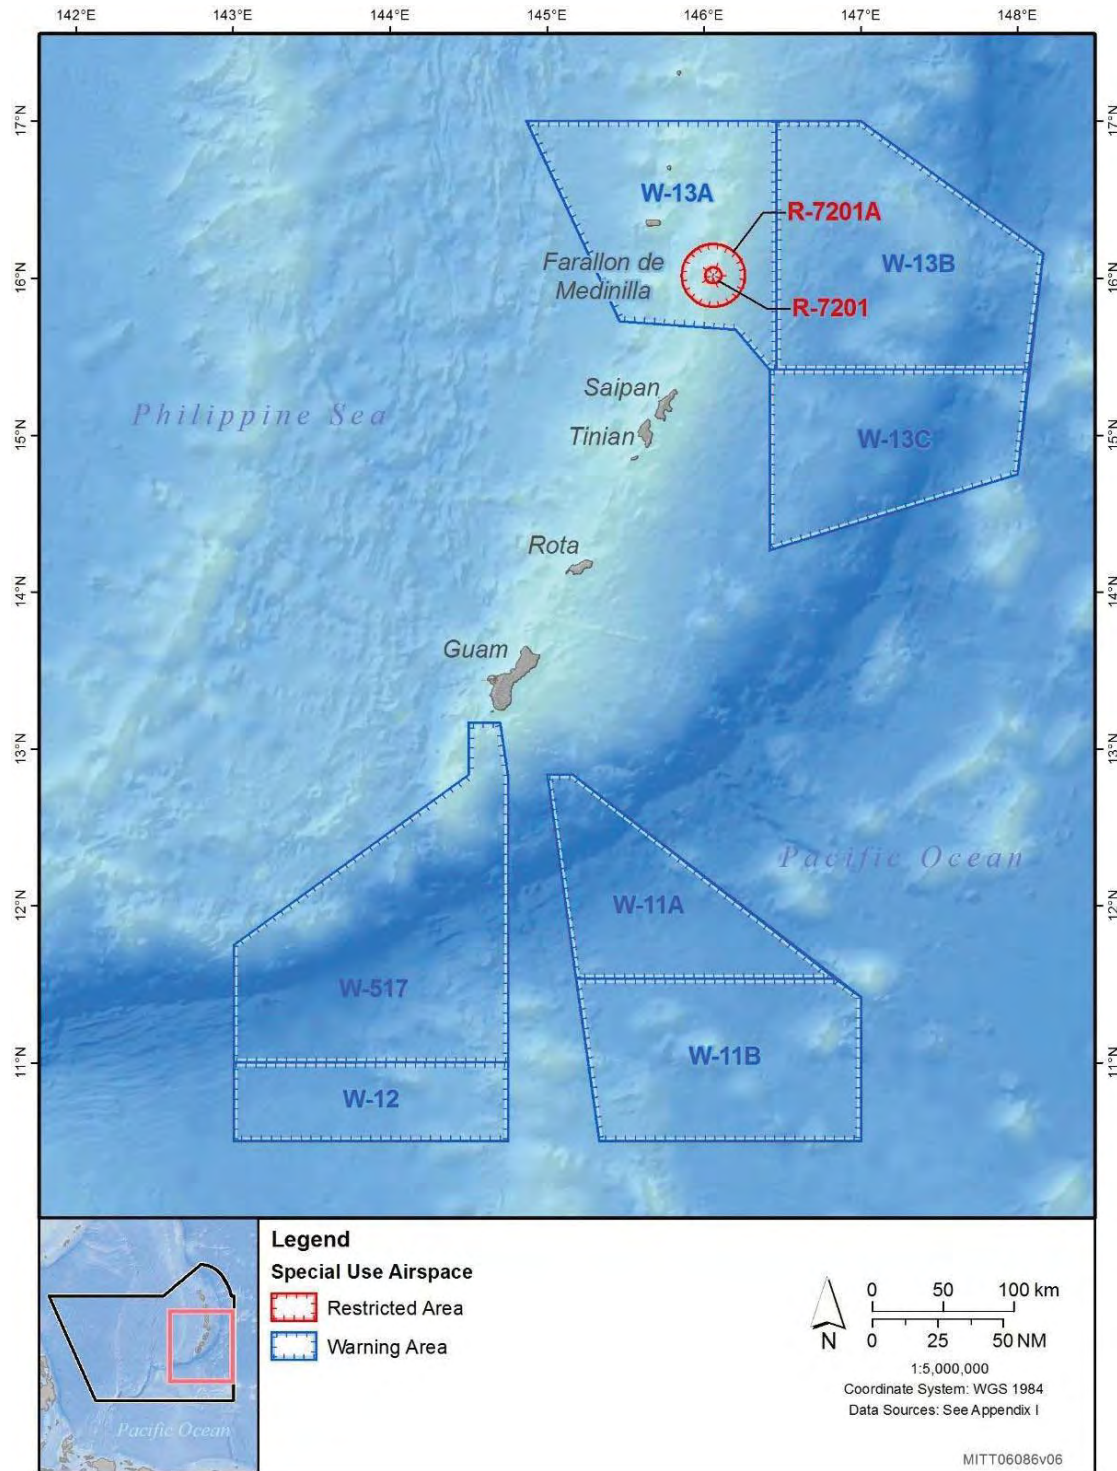 142°E 143°E 144°E 145°E 146°E 147°E 148°E
17°N 17°N
W-13A
R-7201A
Farallon de
Medinilla
W-13B
16°N 16°N
R-7201
Saipan
Philippine Sea
Tinian
W-13C
15°N 15°N
Rota
14°N 14°N
Guam
13°N 13°N
Pacific Ocean
W-11A
12°N 12°N
W-517
W-11B
11°N 11°N
W-12
Legend
Special Use Airspace
Restricted Area
Warning Area
Pacific Ocean
N
0 50 100 km
0 25 50 NM
1:5,000,000
Coordinate System: WGS 1984
Data Sources: See Appendix I
MITT06086v06